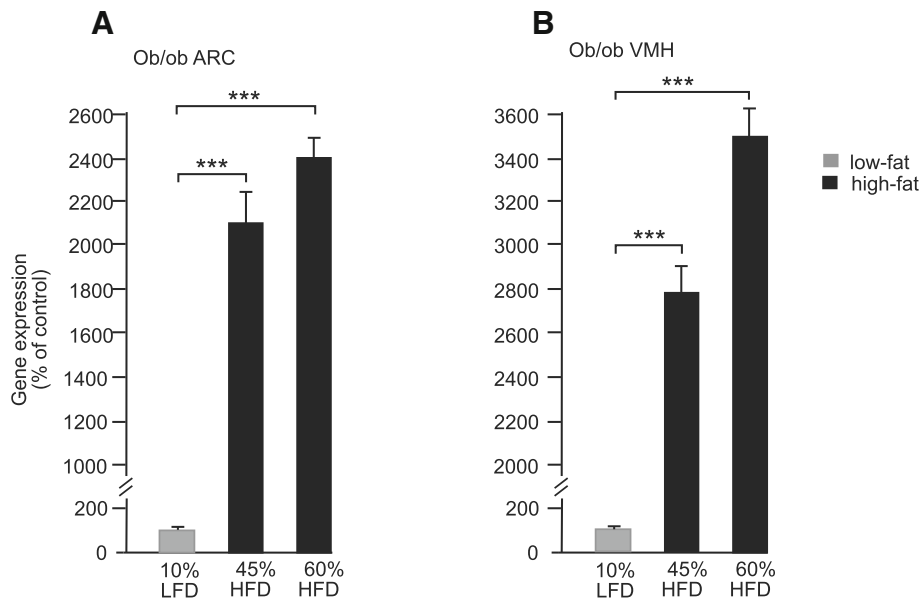 A
Ob/ob ARC
Gene expression
(% of control)
2600
2400
2200
2000
1800
1600
1400
1200
1000
200
0
***
***
10%
LFD
45%
HFD
60%
HFD
B
Ob/ob VMH
3600
3400
3200
3000
2800
2600
2400
2200
2000
200
0
***
***
10%
LFD
45%
HFD
60%
HFD
low-fat
high-fat